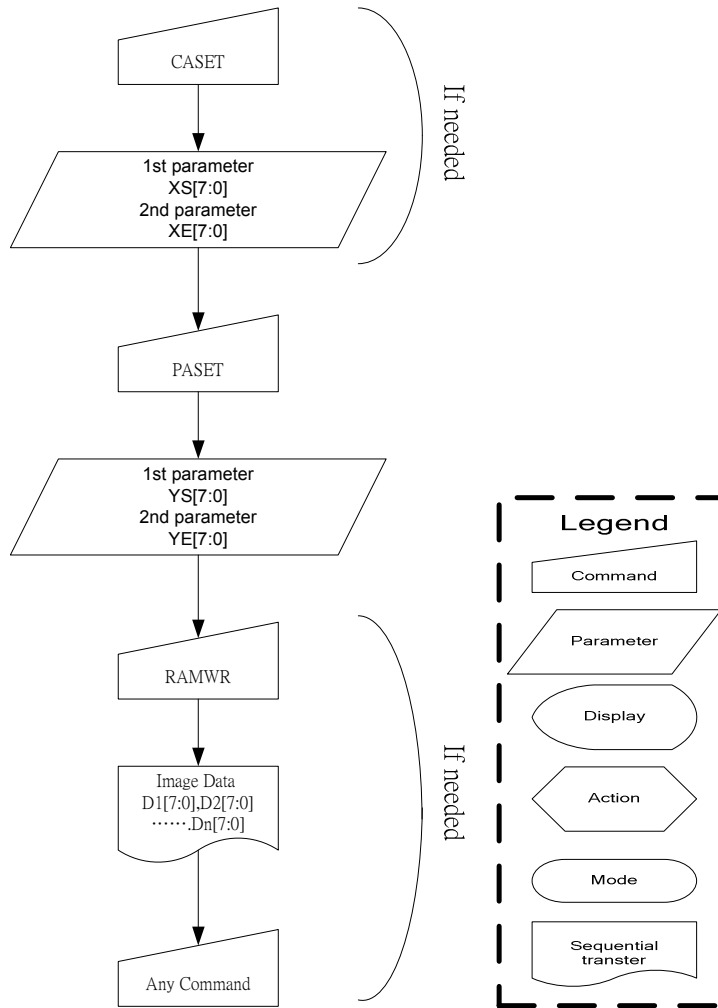 CASET
If needed
1st parameter
XS[7:0]
2nd parameter
XE[7:0]
PASET
1st parameter
YS[7:0]
2nd parameter
YE[7:0]
RAMWR
If needed
Image Data
D1[7:0],D2[7:0]
…….Dn[7:0]
Any Command
Legend
Command
Parameter
Display
Action
Mode
Sequential
transter